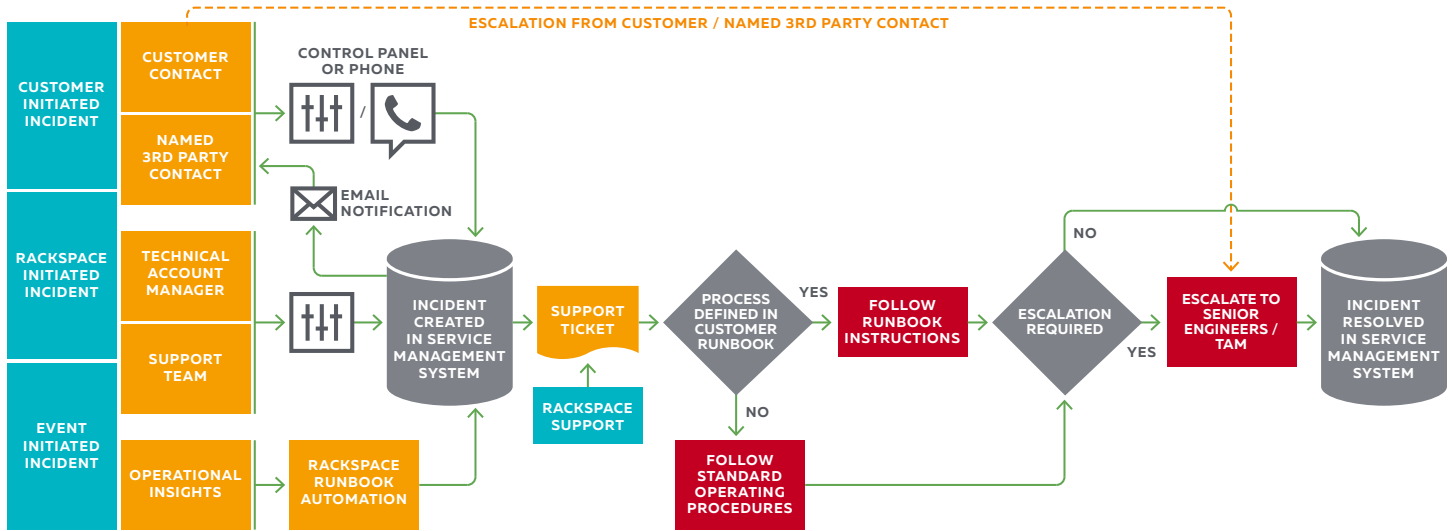 ESCALATION FROM CUSTOMER / NAMED 3RD PARTY CONTACT
CUSTOMER
INITIATED
INCIDENT
CUSTOMER
CONTACT
NAMED
3RD PARTY
CONTACT
CONTROL PANEL
OR PHONE
/
EMAIL
NOTIFICATION
RACKSPACE
INITIATED
INCIDENT
TECHNICAL
ACCOUNT
MANAGER
SUPPORT
TEAM
EVENT
INITIATED
INCIDENT
OPERATIONAL
INSIGHTS
RACKSPACE
RUNBOOK
AUTOMATION
INCIDENT
CREATED
IN SERVICE
MANAGEMENT
SYSTEM
SUPPORT
TICKET
RACKSPACE
SUPPORT
PROCESS
DEFINED IN
CUSTOMER
RUNBOOK
YES
NO
FOLLOW
RUNBOOK
INSTRUCTIONS
FOLLOW
STANDARD
OPERATING
PROCEDURES
ESCALATION
REQUIRED
NO
YES
ESCALATE TO
SENIOR
ENGINEERS /
TAM
INCIDENT
RESOLVED
IN SERVICE
MANAGEMENT
SYSTEM